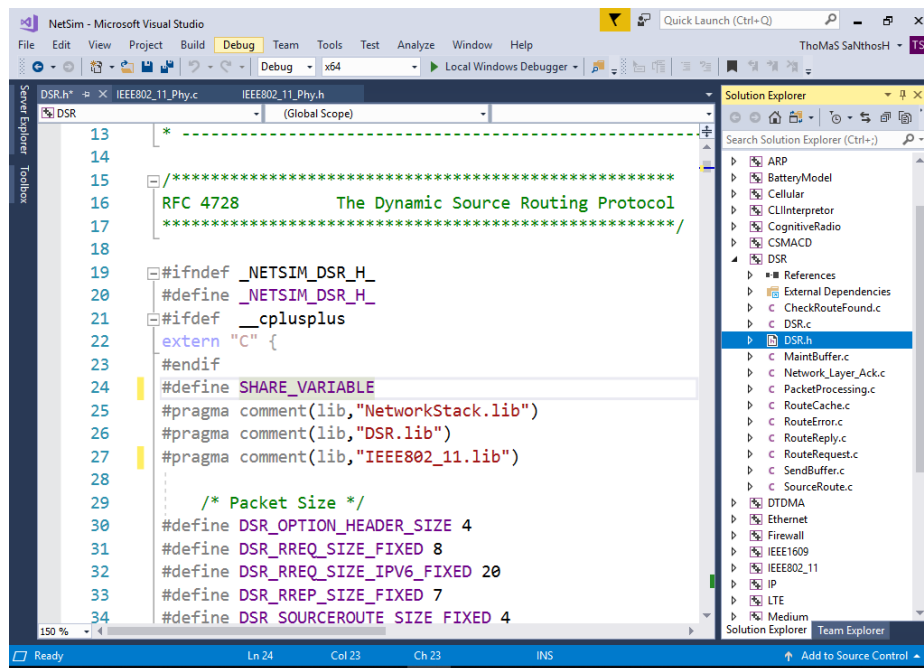 NetSim - Microsoft Visual Studio
Quick Launch (Ctrl+Q)
File Edit View Project Build Debug Team Tools Test Analyze Window Help
ThoMaS SaNthosH
TS
Debug x64 Local Windows Debugger
Server Explorer
Toolbox
DSR.h* IEEE802_11_Phy.c IEEE802_11_Phy.h
DSR (Global Scope)
13 * --------------------------------------------------------
14
15 /****************************************************
16 RFC 4728 The Dynamic Source Routing Protocol
17 ****************************************************/
18
19 #ifndef _NETSIM_DSR_H_
20 #define _NETSIM_DSR_H_
21 #ifdef __cplusplus
22 extern "C" {
23 #endif
24 #define SHARE_VARIABLE
25 #pragma comment(lib,"NetworkStack.lib")
26 #pragma comment(lib,"DSR.lib")
27 #pragma comment(lib,"IEEE802_11.lib")
28
29 /* Packet Size */
30 #define DSR_OPTION_HEADER_SIZE 4
31 #define DSR_RREQ_SIZE_FIXED 8
32 #define DSR_RREQ_SIZE_IPV6_FIXED 20
33 #define DSR_RREP_SIZE_FIXED 7
34 #define DSR_SOURCEROUTE_SIZE_FIXED 4
150 %
Solution Explorer
Search Solution Explorer (Ctrl+;)
ARP
BatteryModel
Cellular
CLIInterpretor
CognitiveRadio
CSMACD
DSR
References
External Dependencies
CheckRouteFound.c
DSR.c
DSR.h
MaintBuffer.c
Network_Layer_Ack.c
PacketProcessing.c
RouteCache.c
RouteError.c
RouteReply.c
RouteRequest.c
SendBuffer.c
SourceRoute.c
DTDMA
Ethernet
Firewall
IEEE1609
IEEE802_11
IP
LTE
Medium
Solution Explorer Team Explorer
Ready Ln 24 Col 23 Ch 23 INS Add to Source Control